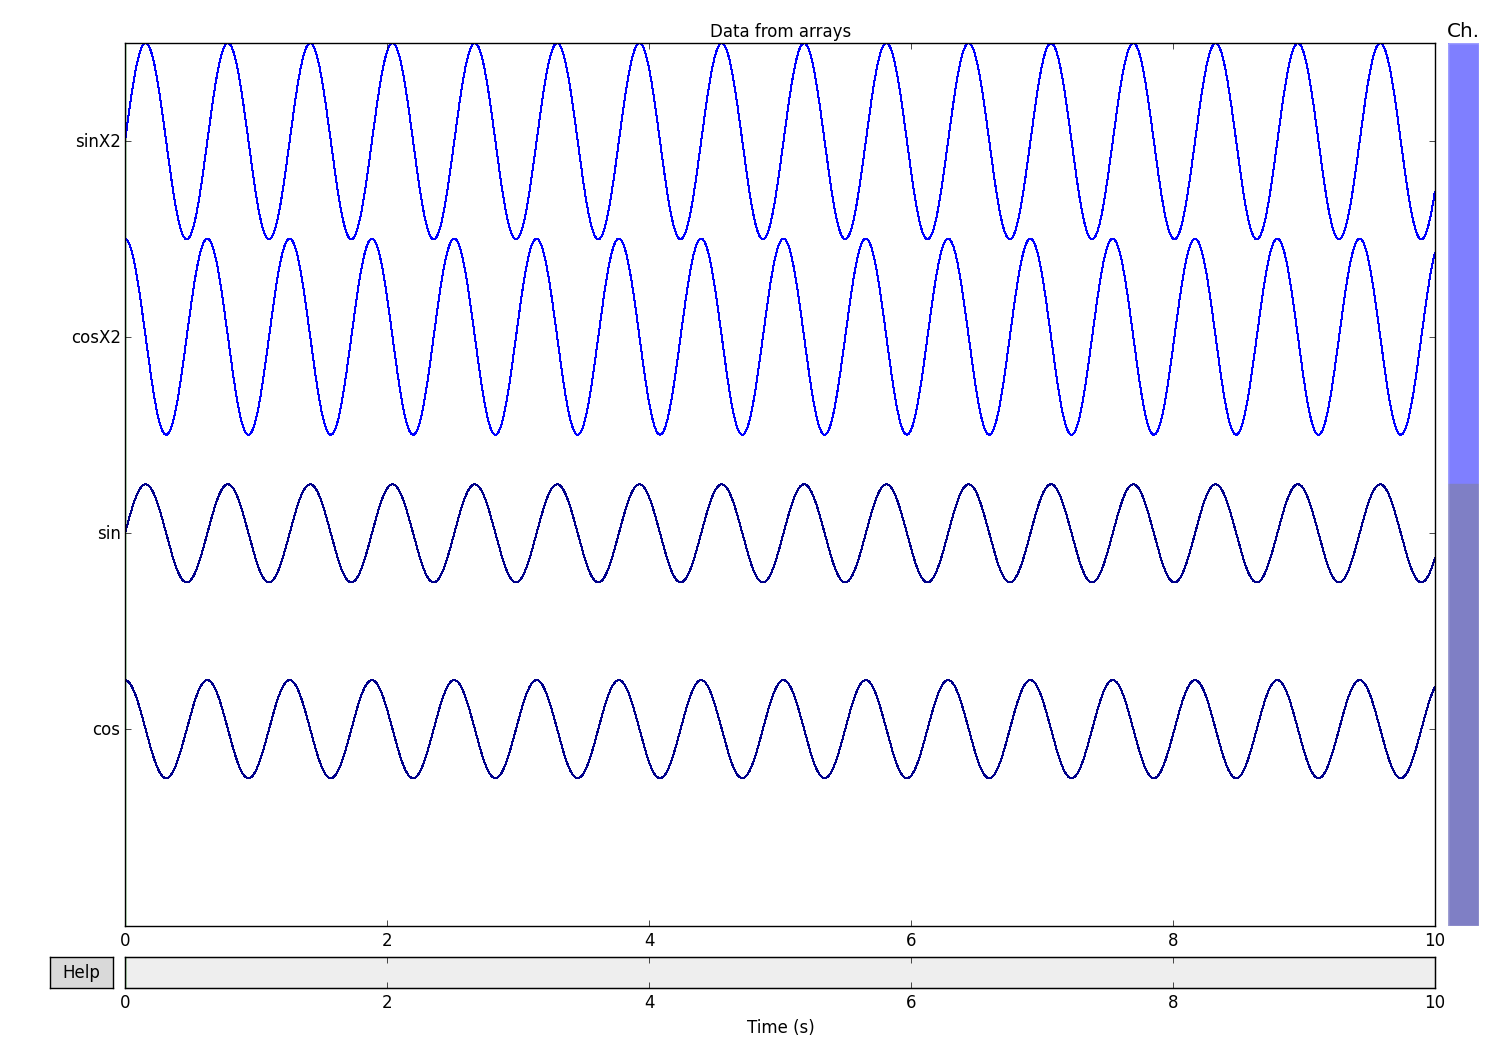 Data from arrays
Ch.
sinX2
cosX2
sin
cos
0 2 4 6 8 10
Help
0 2 4 6 8 10
Time (s)